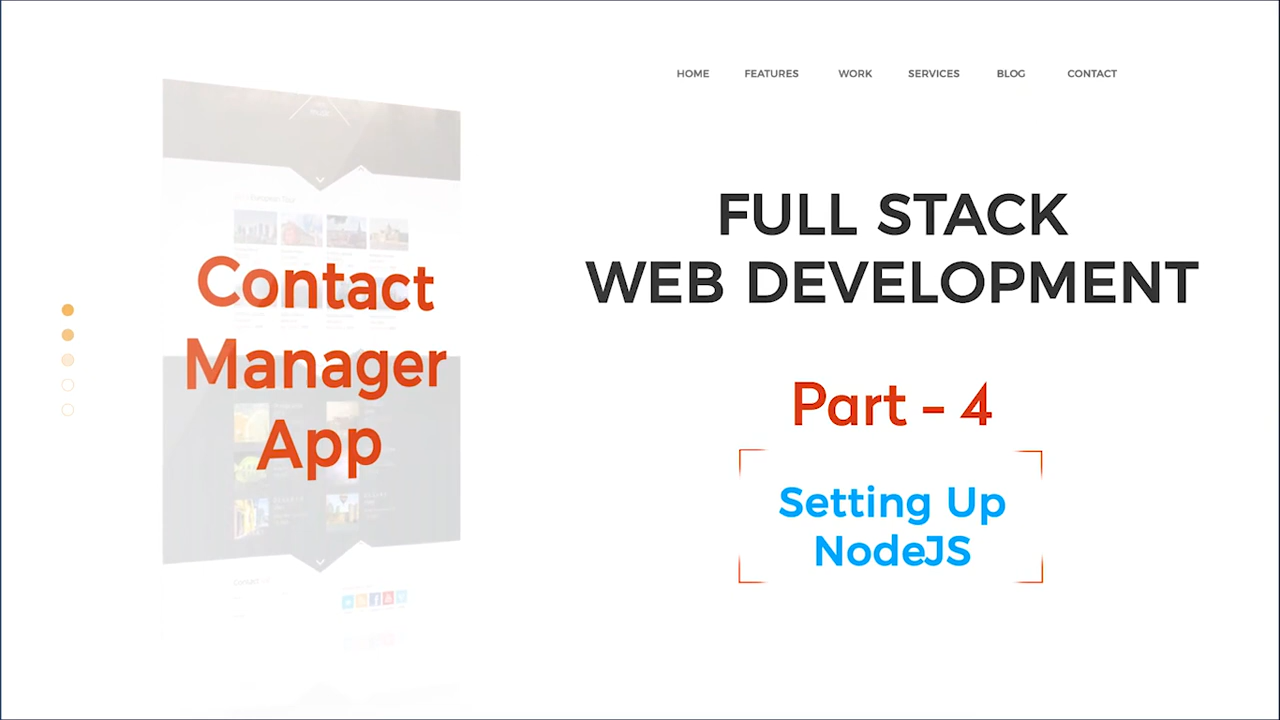 HOME FEATURES WORK SERVICES BLOG CONTACT
FULL STACK
WEB DEVELOPMENT
Contact
Manager
App
Part - 4
Setting Up
NodeJS